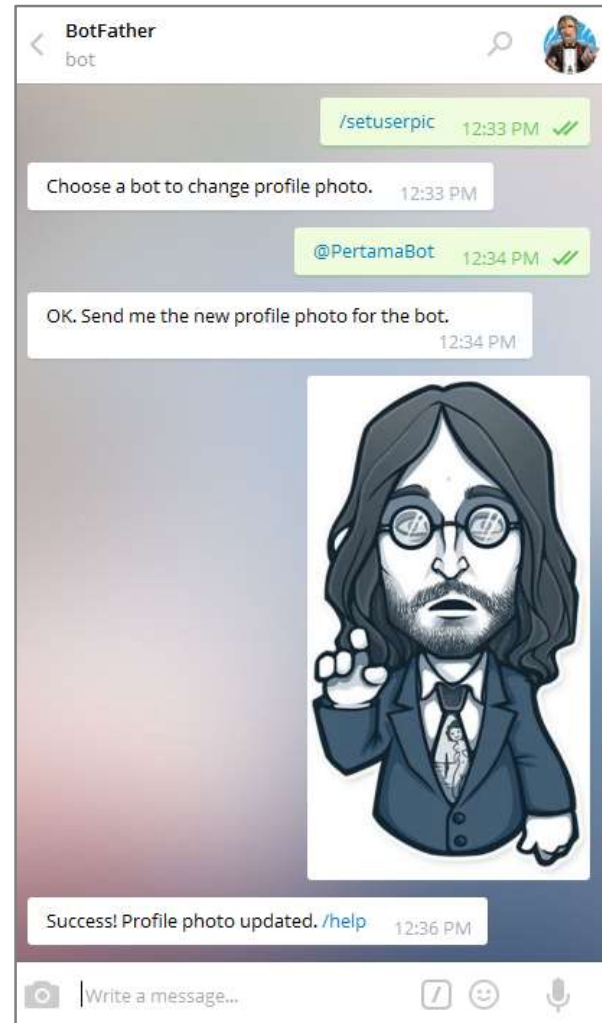 BotFather
bot
/setuserpic 12:33 PM
Choose a bot to change profile photo. 12:33 PM
@PertamaBot 12:34 PM
OK. Send me the new profile photo for the bot.
12:34 PM
Success! Profile photo updated. /help 12:36 PM
Write a message...